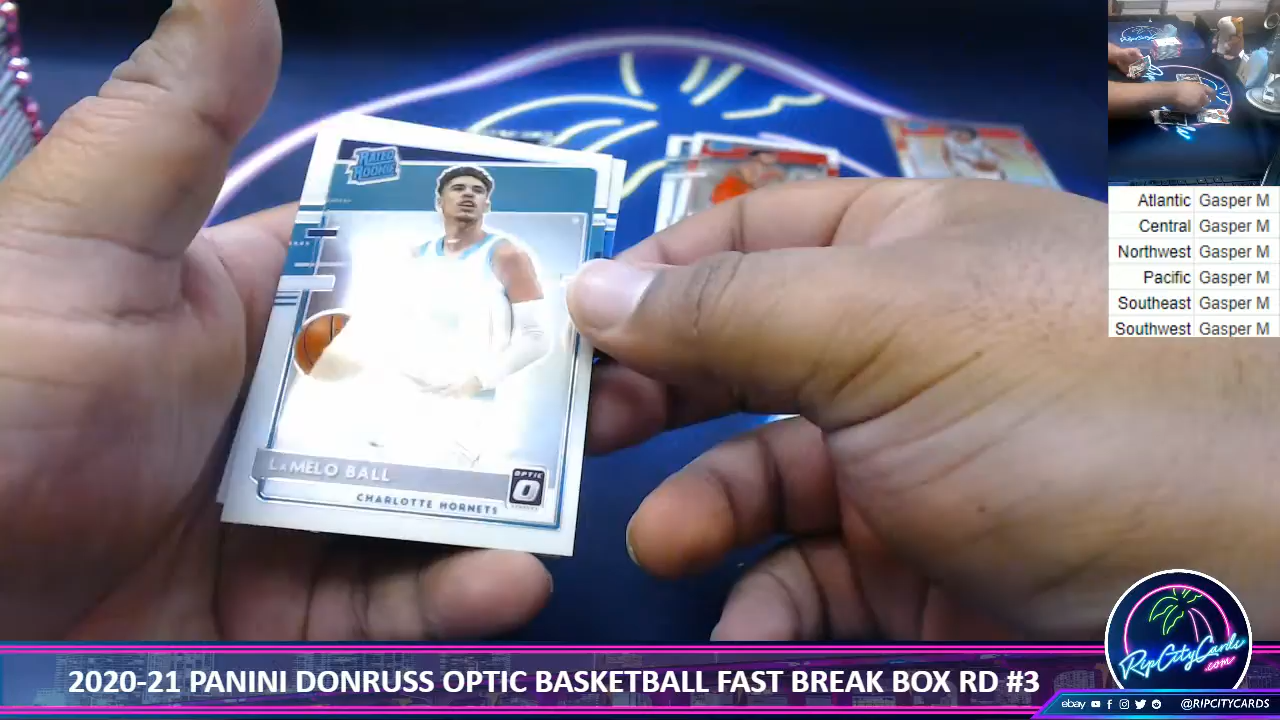 RATED
ROOKIE
LAMELO BALL
OPTIC
CHARLOTTE HORNETS
Atlantic Gasper M
Central Gasper M
Northwest Gasper M
Pacific Gasper M
Southeast Gasper M
Southwest Gasper M
RipCityCards
.com
2020-21 PANINI DONRUSS OPTIC BASKETBALL FAST BREAK BOX RD #3
ebay @RIPCITYCARDS